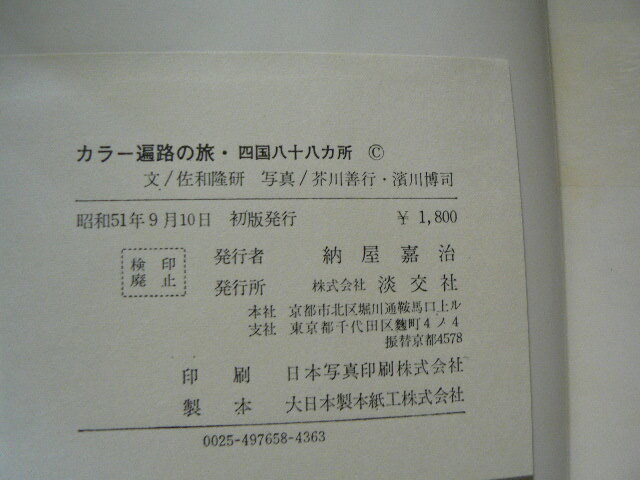 カラー遍路の旅・四国八十八カ所 ©
文/佐和隆研 写真/芥川善行・濱川博司
昭和51年9月10日 初版発行 ¥ 1,800
検印
廃止
発行者 納屋嘉治
発行所 株式会社 淡交社
本社 京都市北区堀川通鞍馬口上ル
支社 東京都千代田区麴町4ノ4
振替京都4578
印刷 日本写真印刷株式会社
製本 大日本製本紙工株式会社
0025-497658-4363